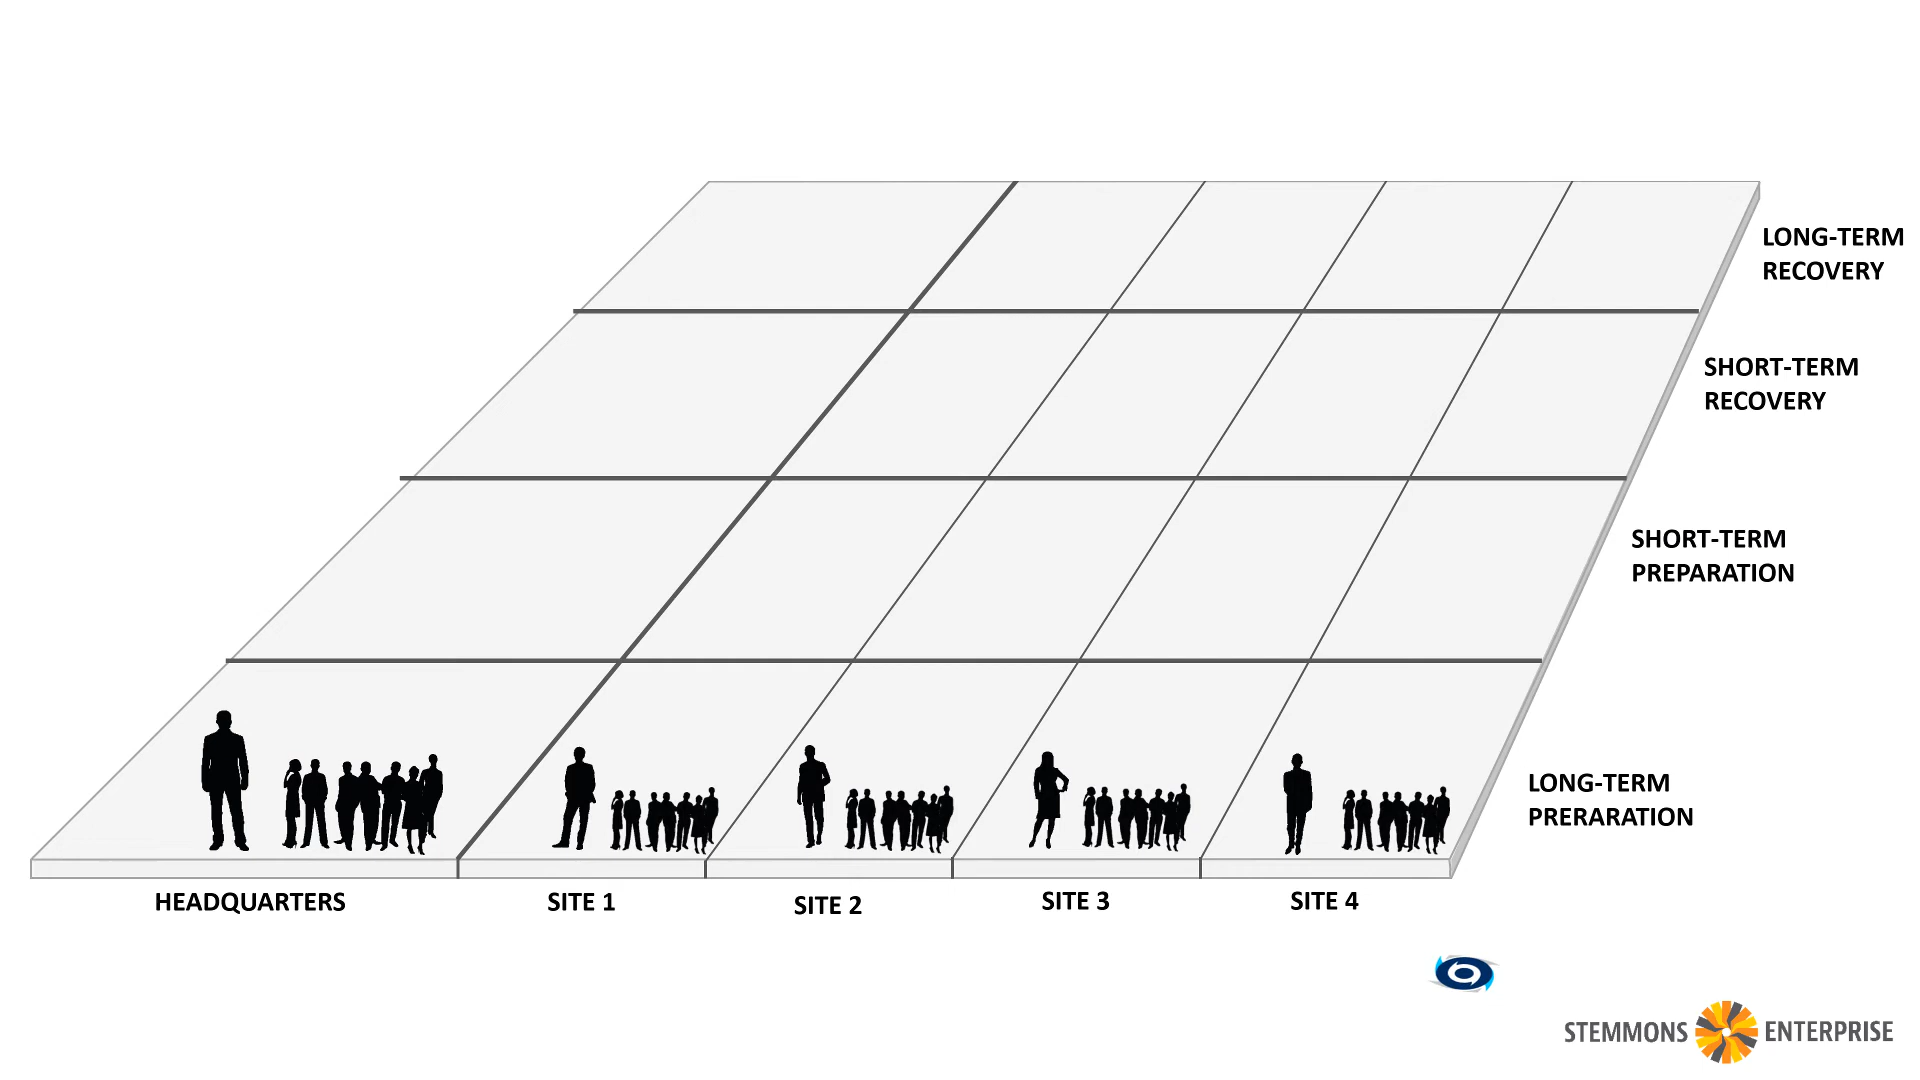 LONG-TERM
RECOVERY
SHORT-TERM
RECOVERY
SHORT-TERM
PREPARATION
LONG-TERM
PRERARATION
HEADQUARTERS
SITE 1
SITE 2
SITE 3
SITE 4
STEMMONS ENTERPRISE